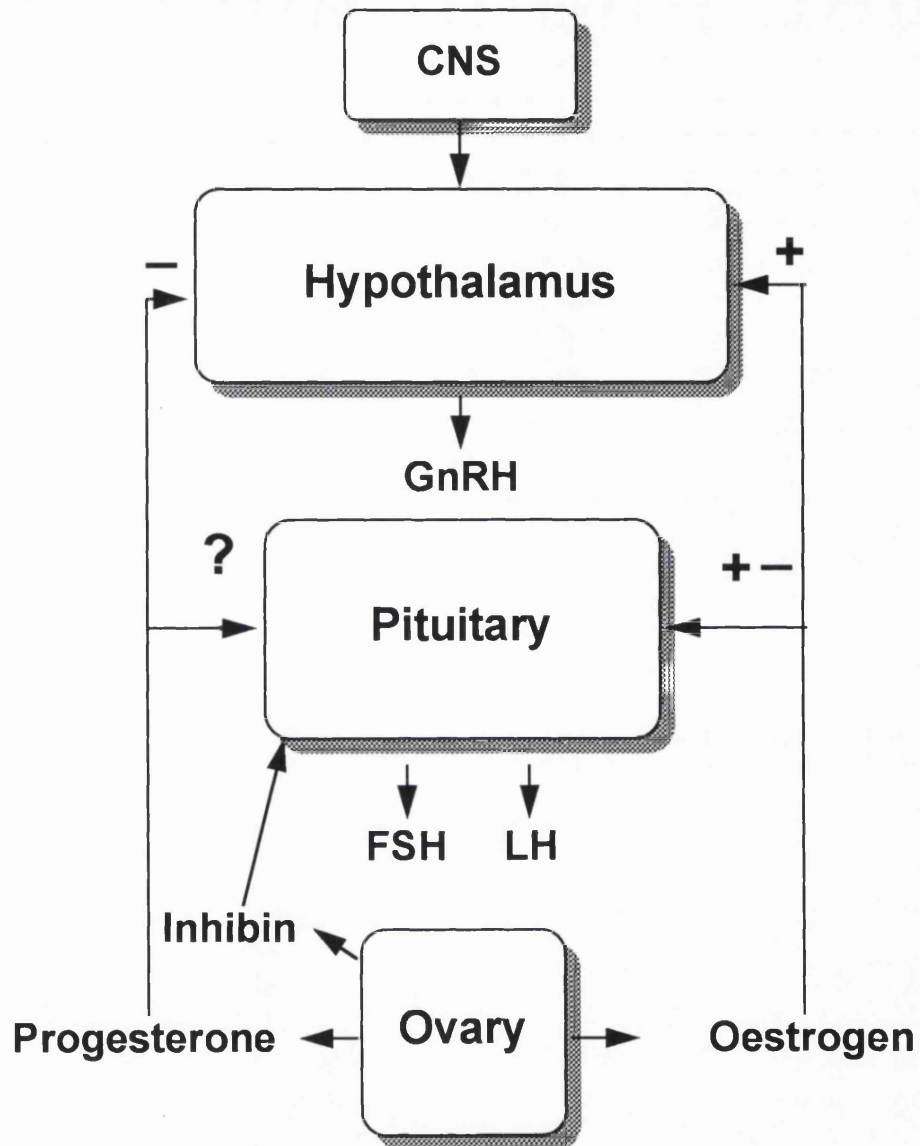 CNS
− +
Hypothalamus
GnRH
? + −
Pituitary
FSH LH
Inhibin
Ovary
Progesterone Oestrogen